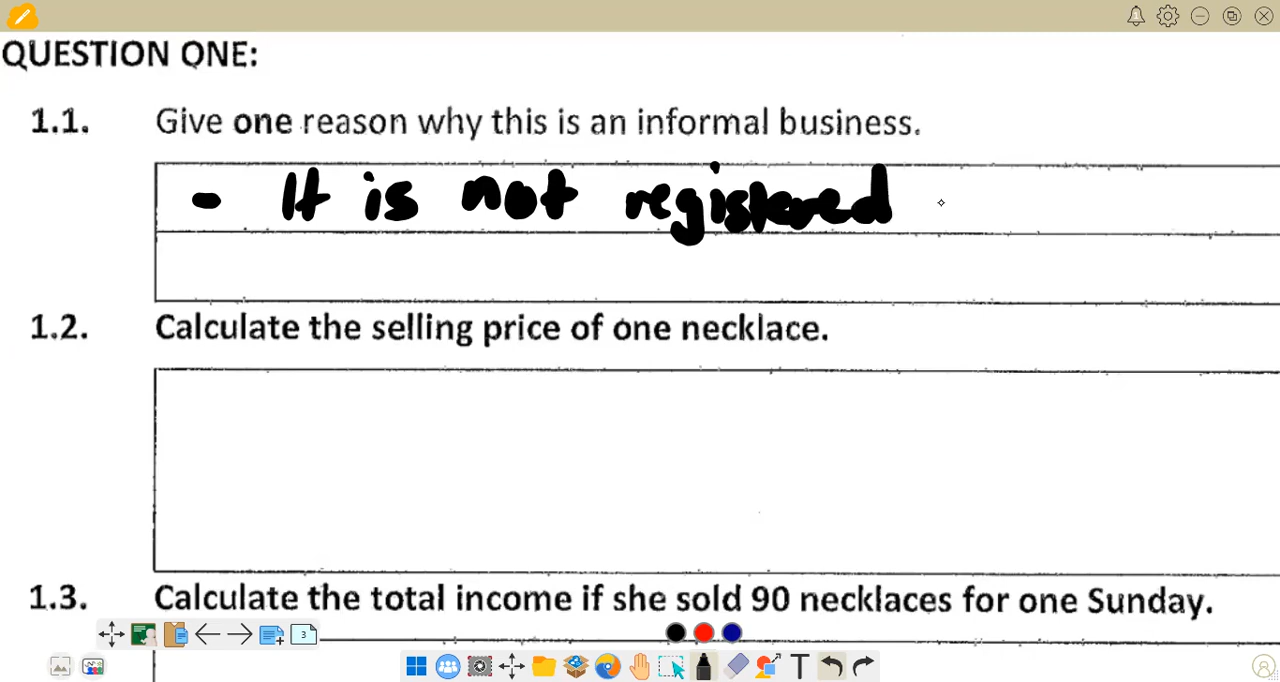 QUESTION ONE:
1.1. Give one reason why this is an informal business.
- It is not registered
1.2. Calculate the selling price of one necklace.
1.3. Calculate the total income if she sold 90 necklaces for one Sunday.
3
T